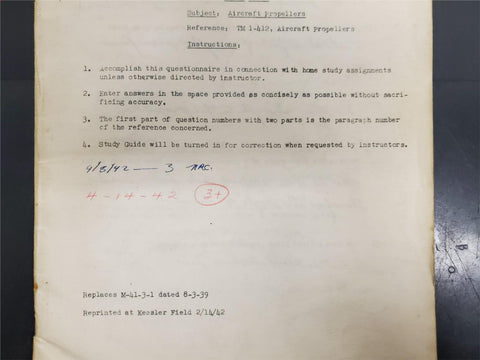 Subject: Aircraft propellers
Reference: TM 1-412, Aircraft Propellers
Instructions:
1. Accomplish this questionnaire in connection with home study assignments
unless otherwise directed by instructor.
2. Enter answers in the space provided as concisely as possible without sacri-
ficing accuracy.
3. The first part of question numbers with two parts is the paragraph number
of the reference concerned.
4. Study Guide will be turned in for correction when requested by instructors.
9/8/42 — 3
4-14-42 3+
Replaces M-41-3-1 dated 8-3-39
Reprinted at Keesler Field 2/14/42